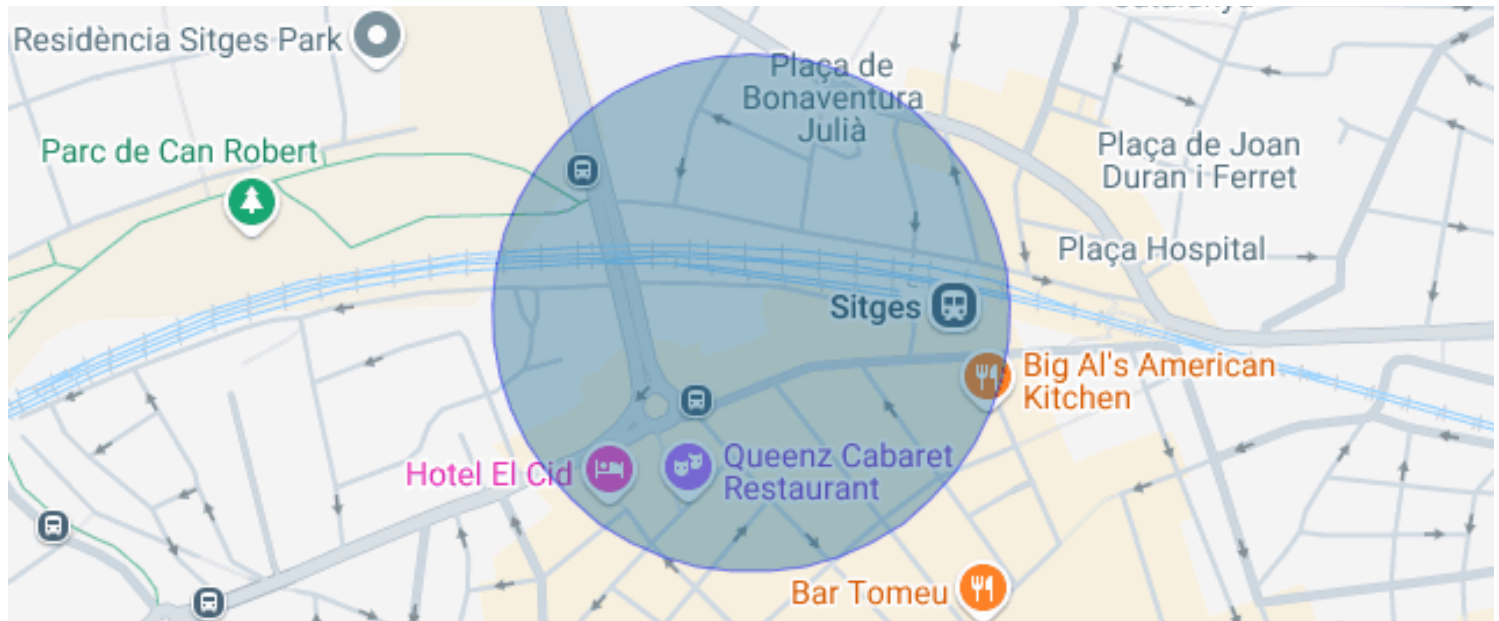 Residència Sitges Park
Plaça de
Bonaventura
Julià
Parc de Can Robert
Plaça de Joan
Duran i Ferret
Plaça Hospital
Sitges
Big Al's American
Kitchen
Hotel El Cid
Queenz Cabaret
Restaurant
Bar Tomeu